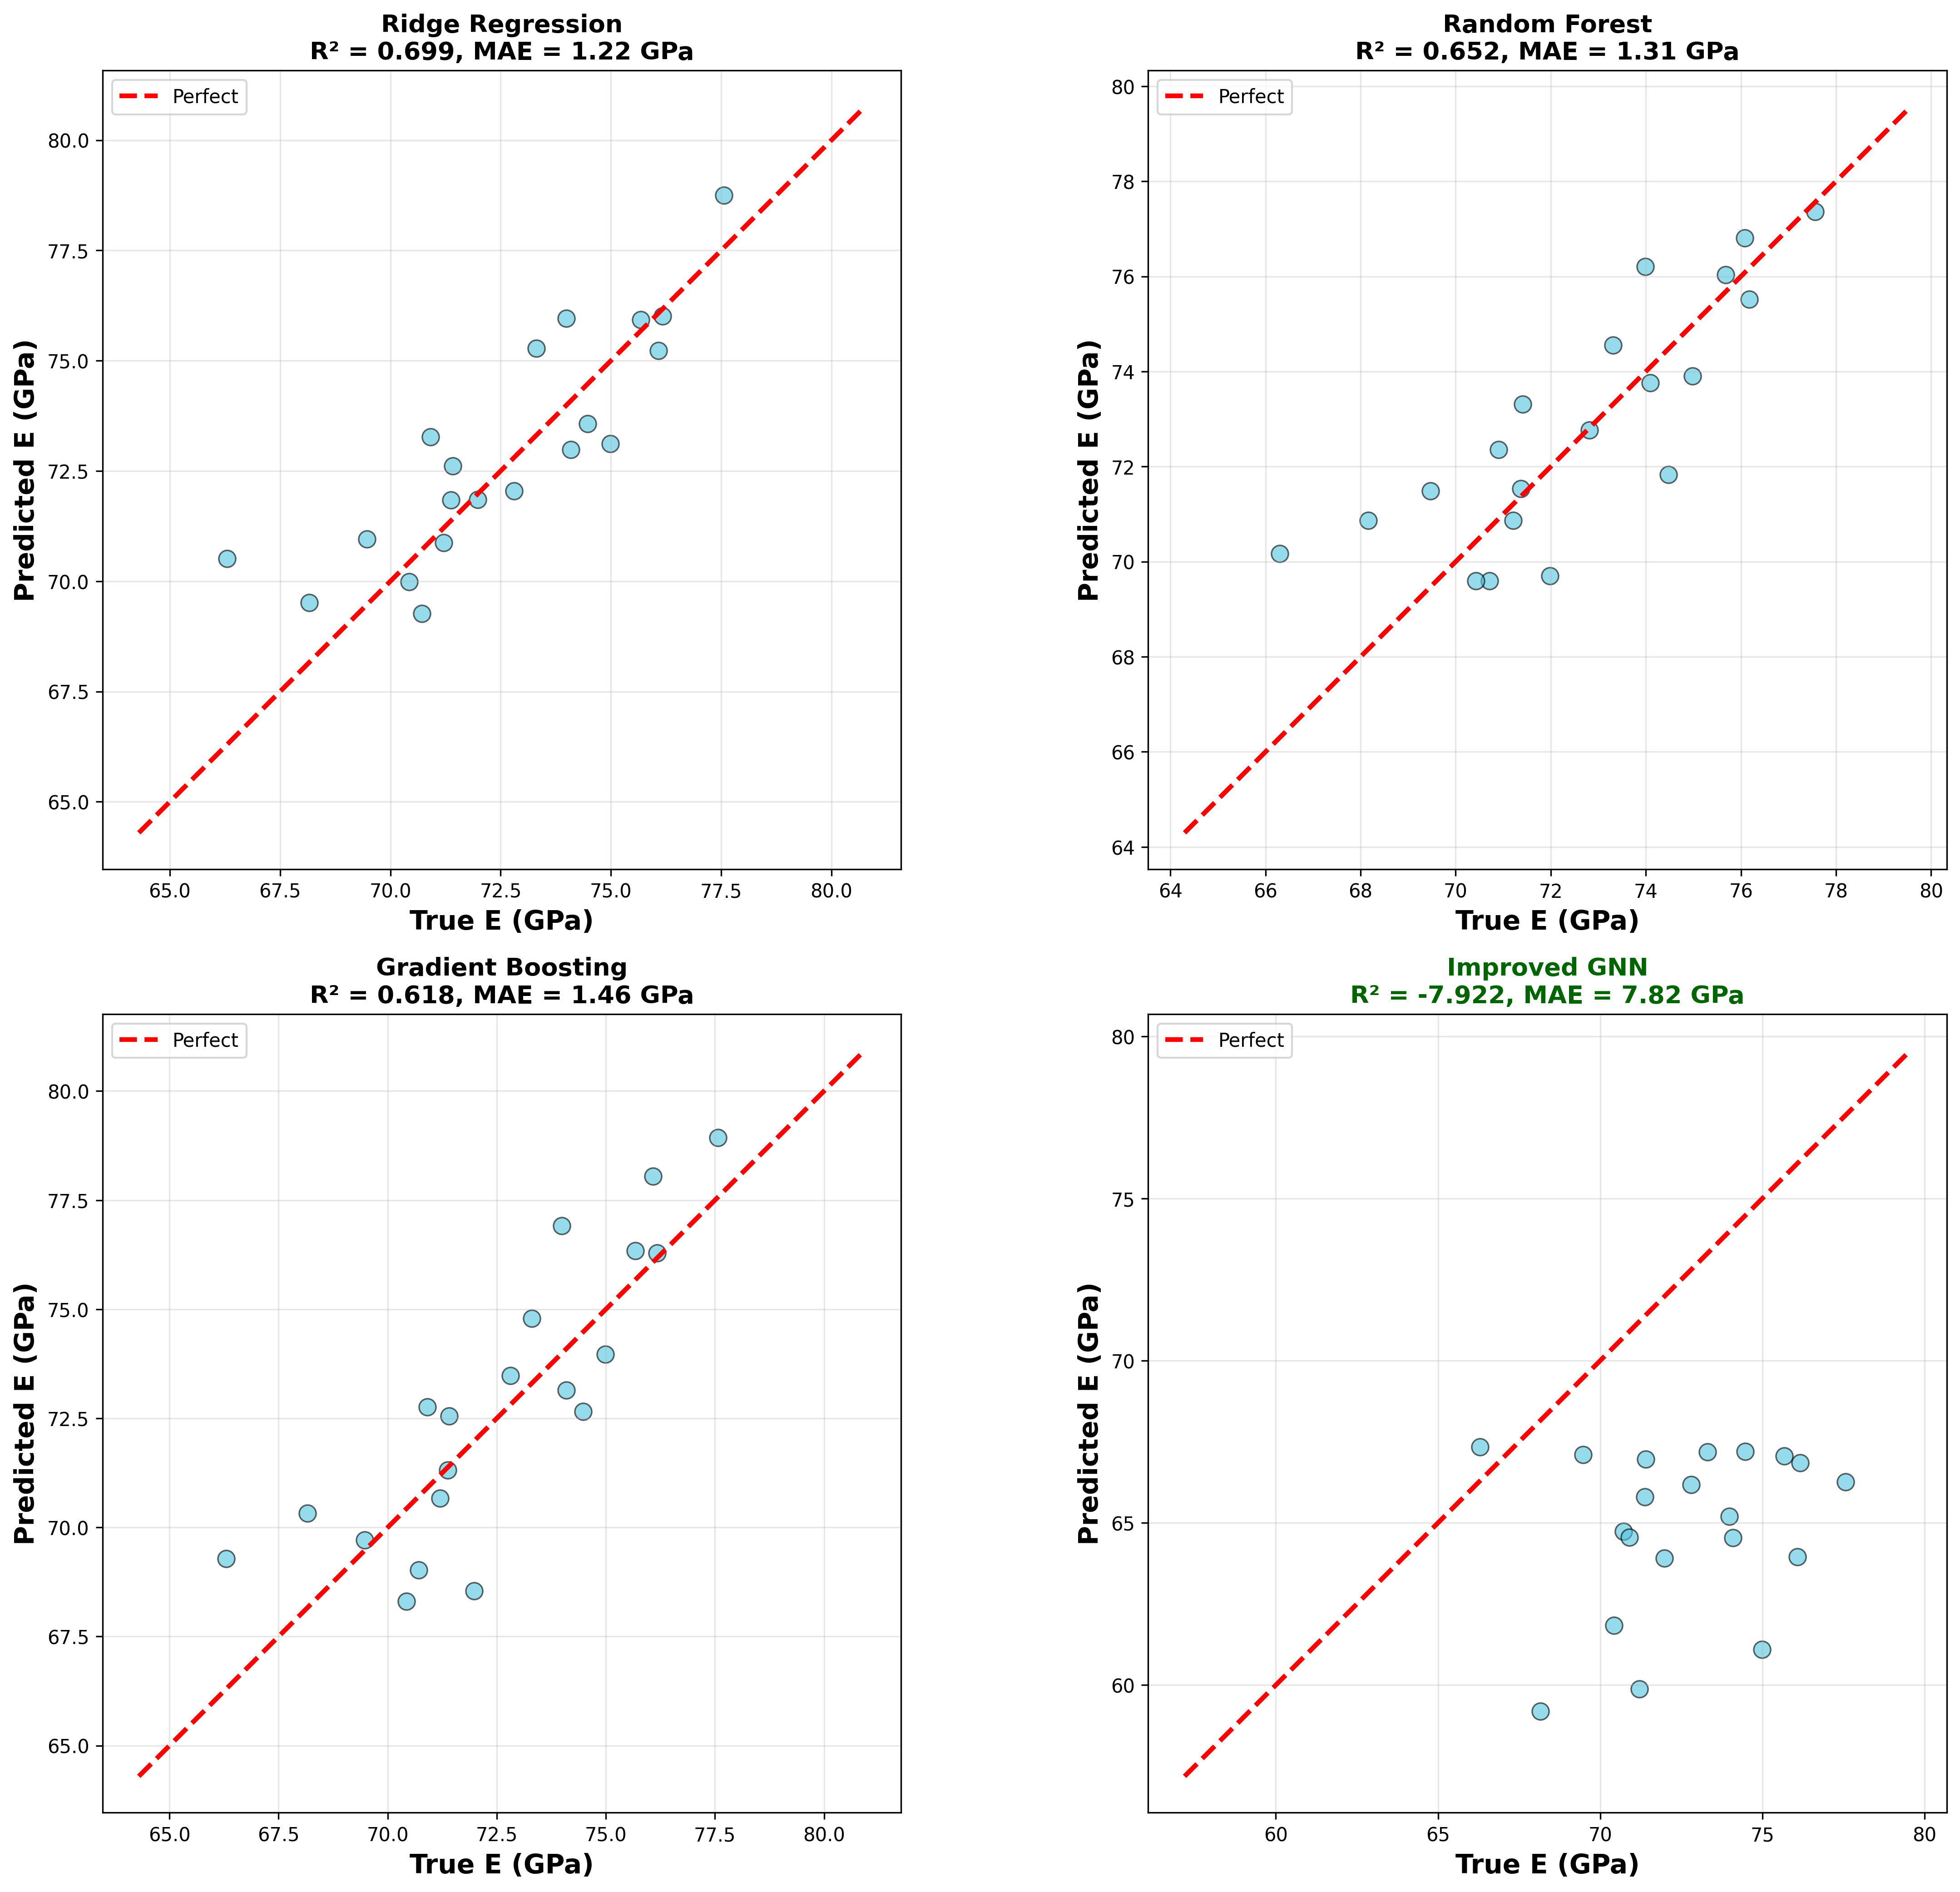 Ridge Regression
R² = 0.699, MAE = 1.22 GPa
Perfect
80.0
77.5
75.0
72.5
70.0
67.5
65.0
Predicted E (GPa)
65.0 67.5 70.0 72.5 75.0 77.5 80.0
True E (GPa)
Random Forest
R² = 0.652, MAE = 1.31 GPa
Perfect
80
78
76
74
72
70
68
66
64
Predicted E (GPa)
64 66 68 70 72 74 76 78 80
True E (GPa)
Gradient Boosting
R² = 0.618, MAE = 1.46 GPa
Perfect
80.0
77.5
75.0
72.5
70.0
67.5
65.0
Predicted E (GPa)
65.0 67.5 70.0 72.5 75.0 77.5 80.0
True E (GPa)
Improved GNN
R² = -7.922, MAE = 7.82 GPa
Perfect
80
75
70
65
60
Predicted E (GPa)
60 65 70 75 80
True E (GPa)